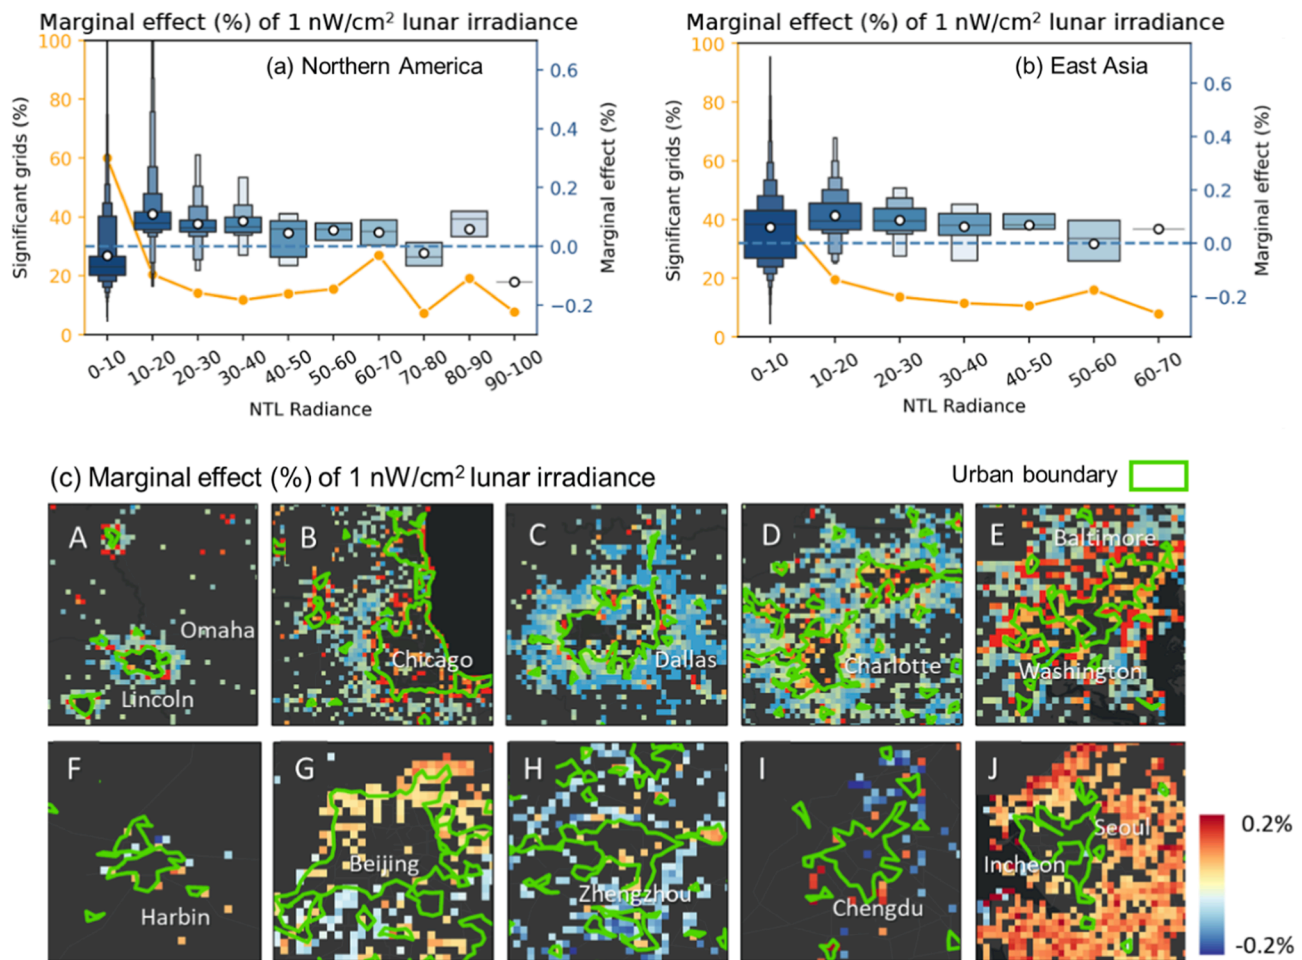 Marginal effect (%) of 1 nW/cm² lunar irradiance
(a) Northern America
Significant grids (%)
100
80
60
40
20
0
0.6
0.4
0.2
0.0
−0.2
Marginal effect (%)
0-10
10-20
20-30
30-40
40-50
50-60
60-70
70-80
80-90
90-100
NTL Radiance
Marginal effect (%) of 1 nW/cm² lunar irradiance
(b) East Asia
Significant grids (%)
100
80
60
40
20
0
0.6
0.4
0.2
0.0
−0.2
Marginal effect (%)
0-10
10-20
20-30
30-40
40-50
50-60
60-70
NTL Radiance
(c) Marginal effect (%) of 1 nW/cm² lunar irradiance
Urban boundary
A
Omaha
Lincoln
B
Chicago
C
Dallas
D
Charlotte
E
Baltimore
Washington
F
Harbin
G
Beijing
H
Zhengzhou
I
Chengdu
J
Seoul
Incheon
0.2%
-0.2%